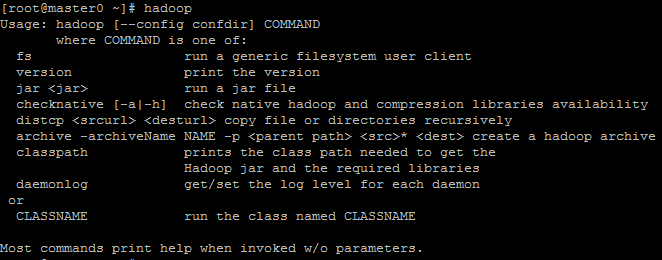 [root@master0 ~]# hadoop
Usage: hadoop [--config confdir] COMMAND
       where COMMAND is one of:
  fs                   run a generic filesystem user client
  version              print the version
  jar <jar>            run a jar file
  checknative [-a|-h]  check native hadoop and compression libraries availability
  distcp <srcurl> <desturl> copy file or directories recursively
  archive -archiveName NAME -p <parent path> <src>* <dest> create a hadoop archive
  classpath            prints the class path needed to get the
                       Hadoop jar and the required libraries
  daemonlog            get/set the log level for each daemon
 or
  CLASSNAME            run the class named CLASSNAME

Most commands print help when invoked w/o parameters.